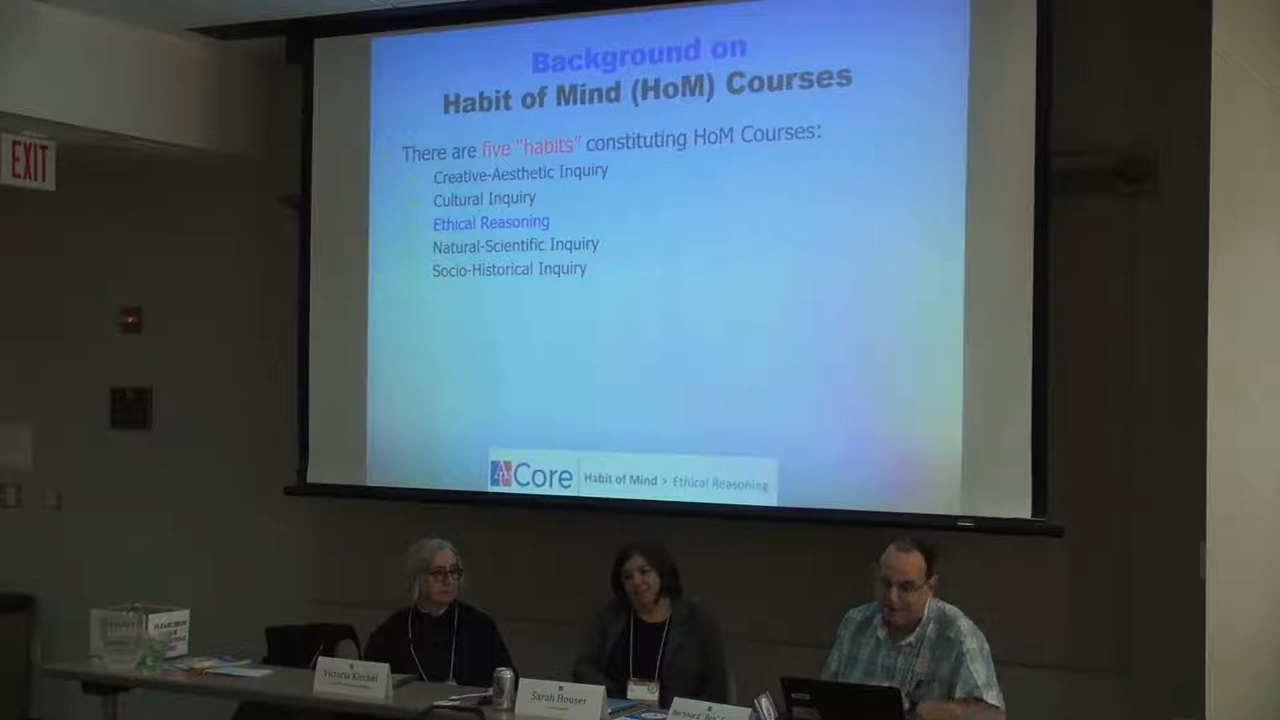 Background on
Habit of Mind (HoM) Courses
There are five "habits" constituting HoM Courses:
Creative-Aesthetic Inquiry
Cultural Inquiry
Ethical Reasoning
Natural-Scientific Inquiry
Socio-Historical Inquiry
Core
Habit of Mind > Ethical Reasoning
EXIT
Victoria Kiechel
Sarah Houser